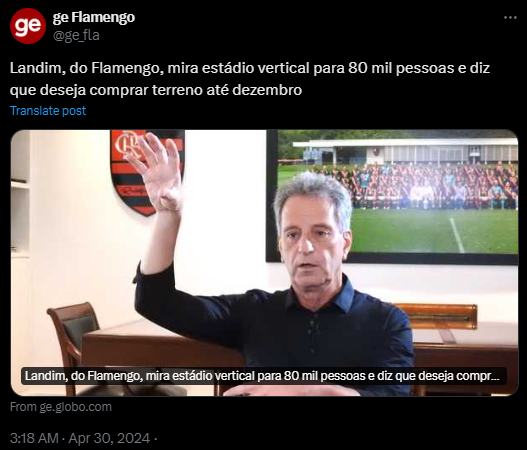 ge
ge Flamengo
@ge_fla
Landim, do Flamengo, mira estádio vertical para 80 mil pessoas e diz
que deseja comprar terreno até dezembro
Translate post
Landim, do Flamengo, mira estádio vertical para 80 mil pessoas e diz que deseja compr...
From ge.globo.com
3:18 AM · Apr 30, 2024 ·